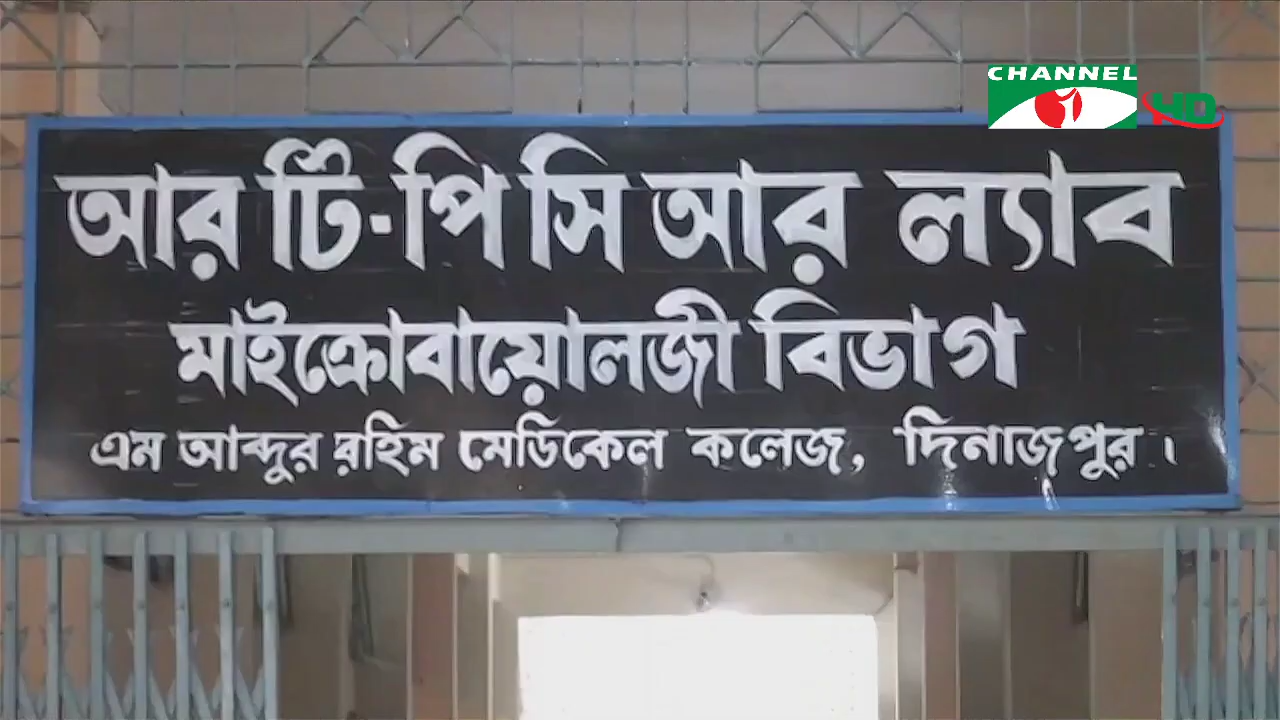 CHANNEL
HD
আর টি-পি সি আর ল্যাব
মাইক্রোবায়োলজী বিভাগ
এম আব্দুর রহিম মেডিকেল কলেজ, দিনাজপুর।